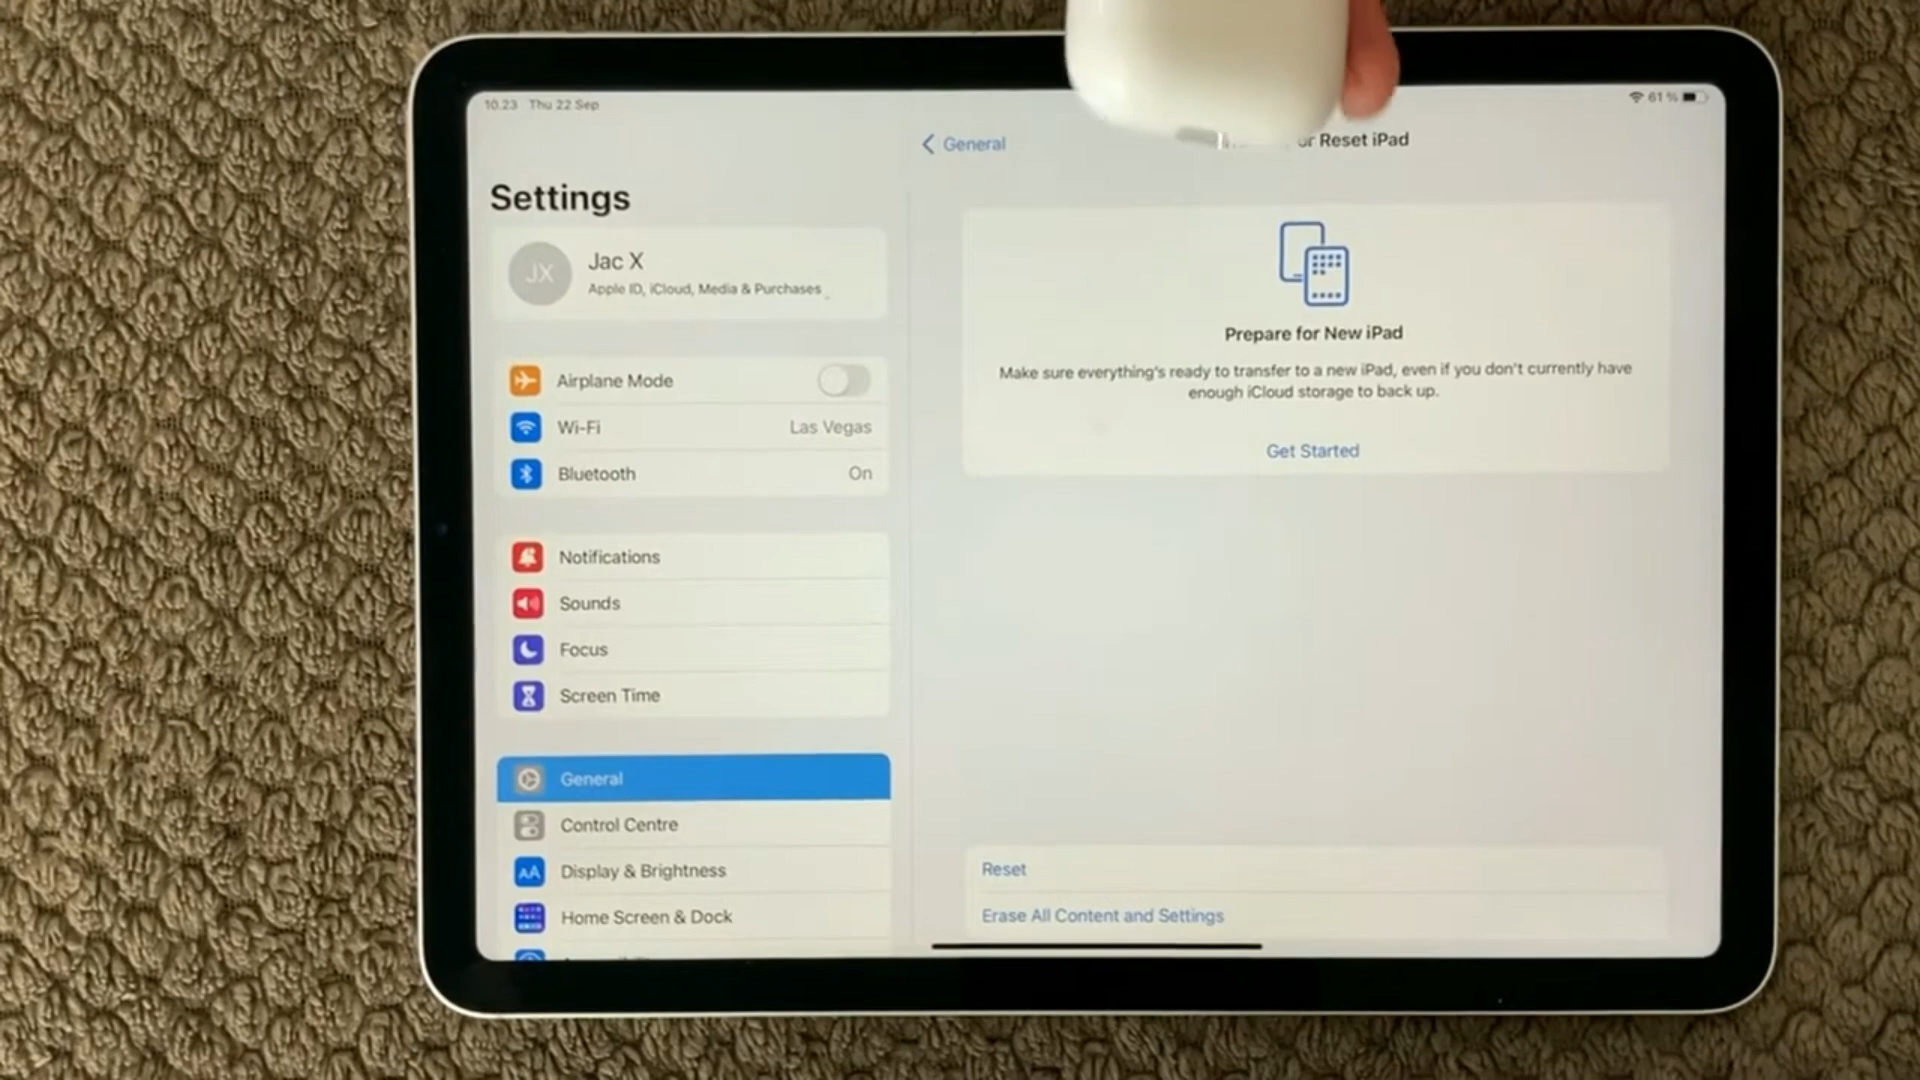 10.23 Thu 22 Sep
61 %
General
or Reset iPad
Settings
JX
Jac X
Apple ID, iCloud, Media & Purchases
Airplane Mode
Wi-Fi
Las Vegas
Bluetooth
On
Notifications
Sounds
Focus
Screen Time
General
Control Centre
AA
Display & Brightness
Home Screen & Dock
Prepare for New iPad
Make sure everything's ready to transfer to a new iPad, even if you don't currently have
enough iCloud storage to back up.
Get Started
Reset
Erase All Content and Settings